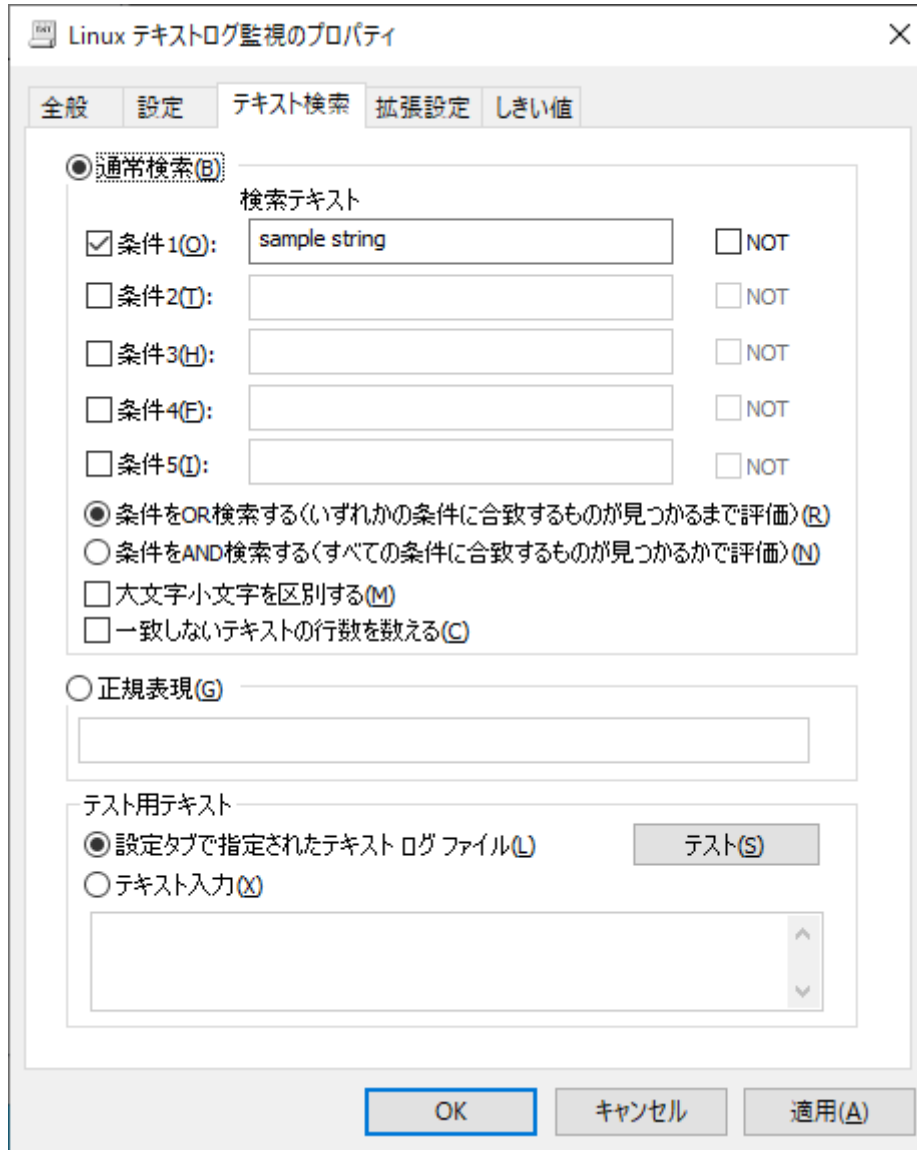 Linux テキストログ監視のプロパティ
全般 設定 テキスト検索 拡張設定 しきい値
通常検索(B)
検索テキスト
条件1(O): sample string NOT
条件2(T): NOT
条件3(H): NOT
条件4(F): NOT
条件5(I): NOT
条件をOR検索する(いずれかの条件に合致するものが見つかるまで評価)(R)
条件をAND検索する(すべての条件に合致するものが見つかるかで評価)(N)
大文字小文字を区別する(M)
一致しないテキストの行数を数える(C)
正規表現(G)
テスト用テキスト
設定タブで指定されたテキスト ログ ファイル(L) テスト(S)
テキスト入力(X)
OK キャンセル 適用(A)